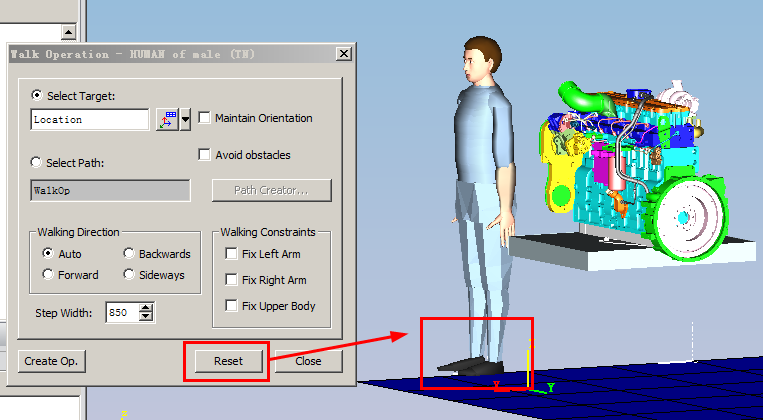 Walk Operation - HUMAN of male (TN)
Select Target:
Location
Maintain Orientation
Avoid obstacles
Select Path:
WalkOp
Path Creator...
Walking Direction
Auto
Backwards
Forward
Sideways
Walking Constraints
Fix Left Arm
Fix Right Arm
Fix Upper Body
Step Width:
850
Create Op.
Reset
Close
X
Y
Z